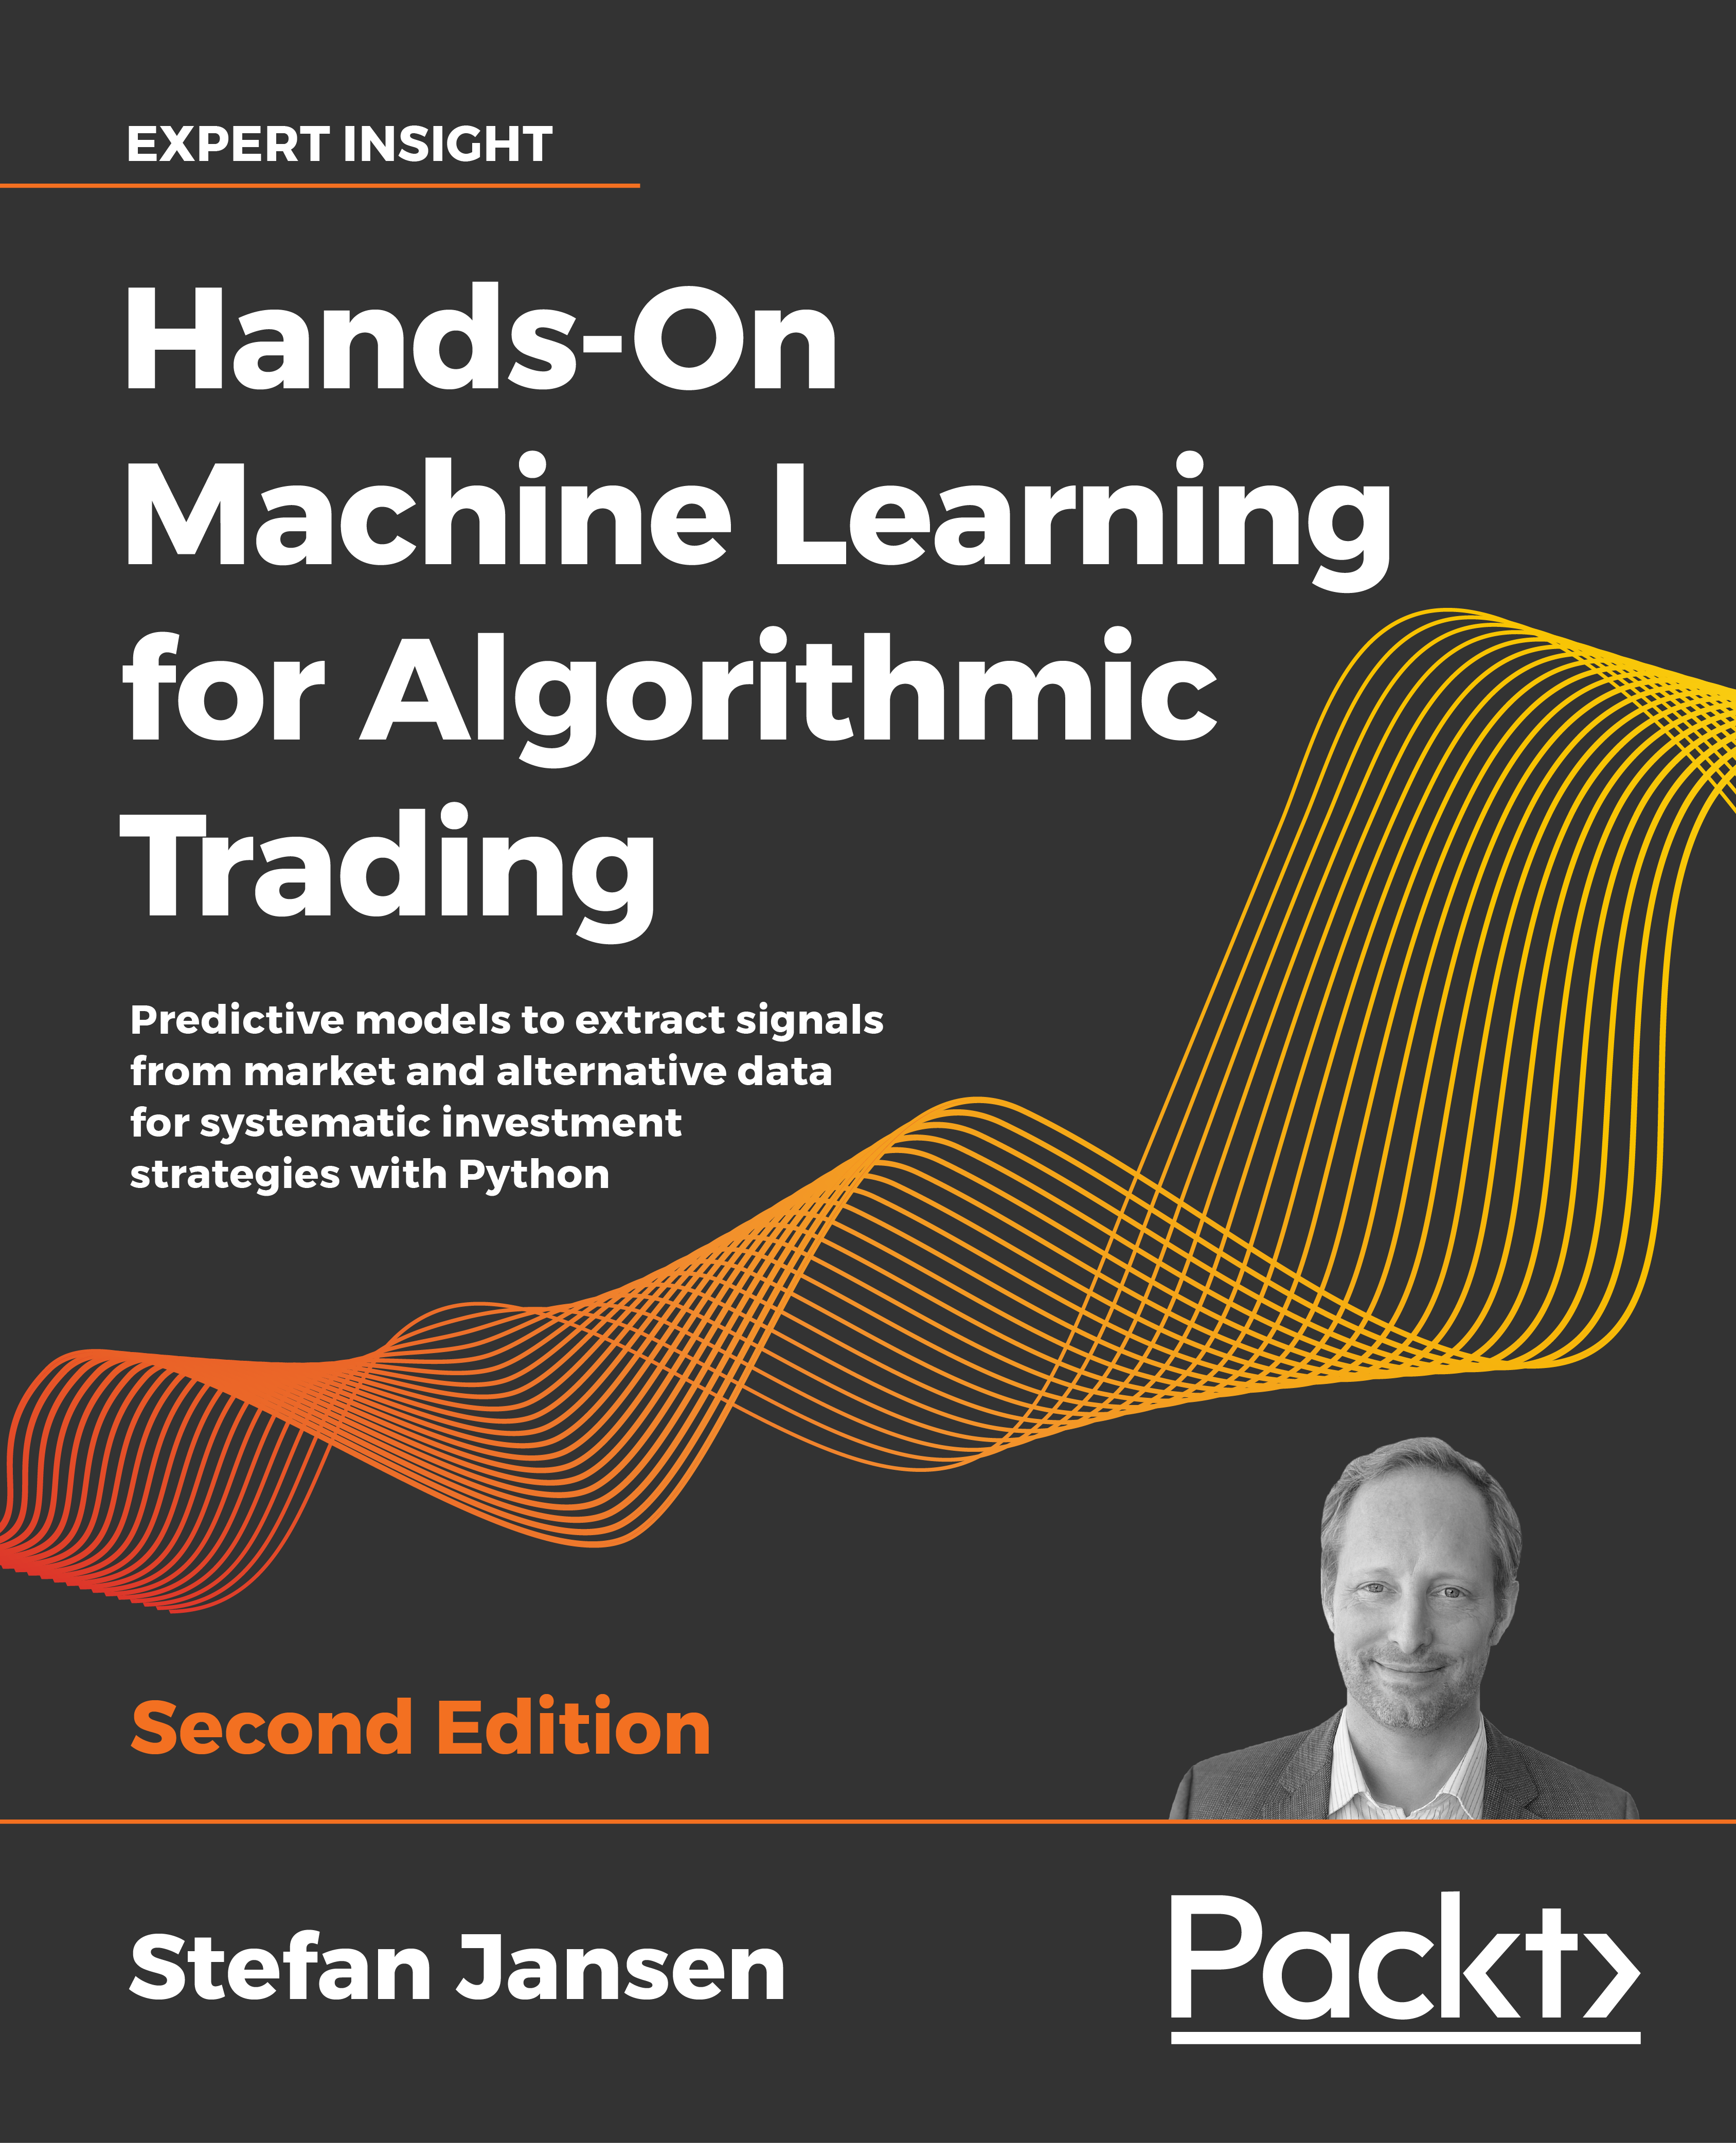 EXPERT INSIGHT
Hands-On
Machine Learning
for Algorithmic
Trading
Predictive models to extract signals
from market and alternative data
for systematic investment
strategies with Python
Second Edition
Stefan Jansen
Packt>